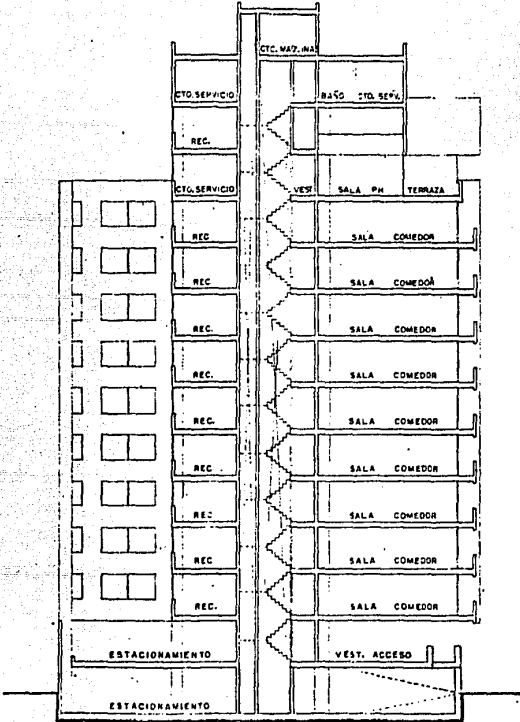 CTO. MAQUINAS
CTO. SERVICIO BAÑO CTO. SERV.
REC.
CTO. SERVICIO VEST. SALA PH TERRAZA
REC. SALA COMEDOR
REC. SALA COMEDOR
REC. SALA COMEDOR
REC. SALA COMEDOR
REC. SALA COMEDOR
REC. SALA COMEDOR
REC. SALA COMEDOR
REC. SALA COMEDOR
REC. SALA COMEDOR
ESTACIONAMIENTO VEST. ACCESO
ESTACIONAMIENTO